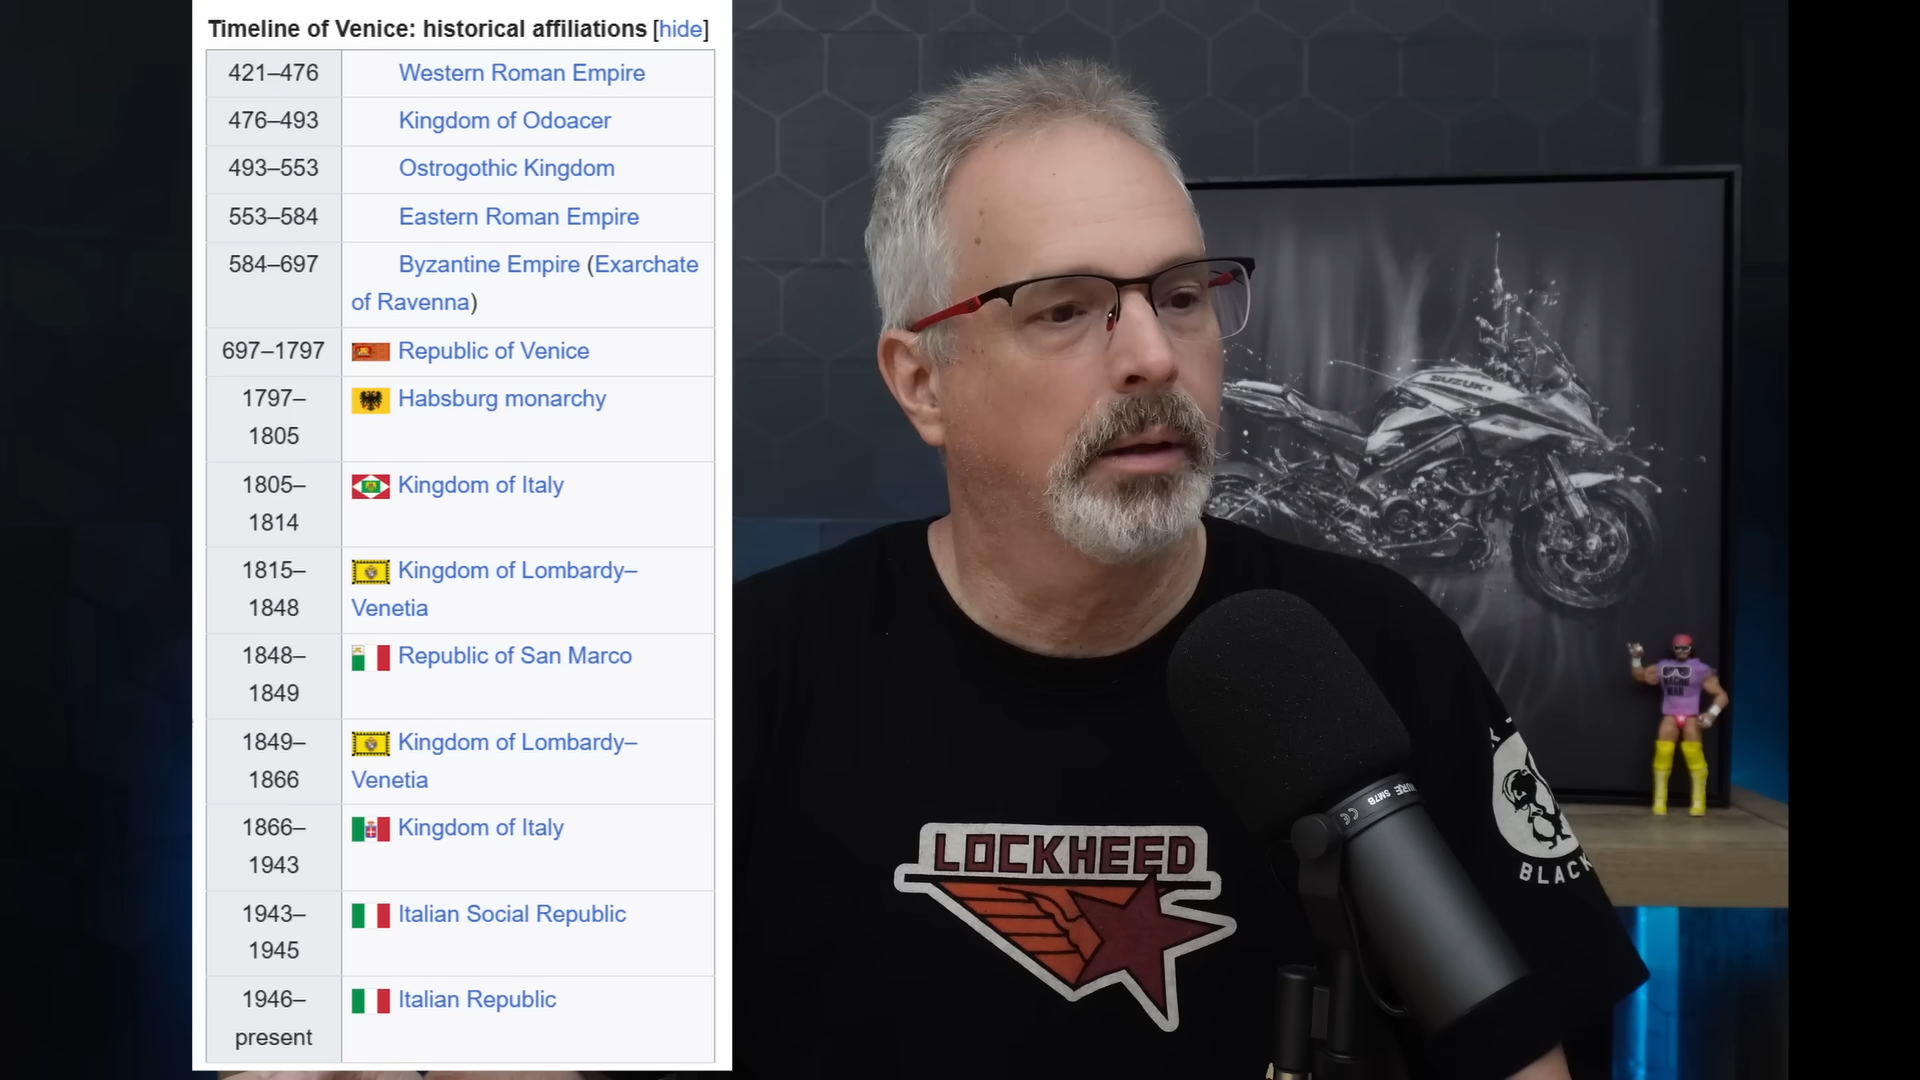 Timeline of Venice: historical affiliations [hide]
421–476 Western Roman Empire
476–493 Kingdom of Odoacer
493–553 Ostrogothic Kingdom
553–584 Eastern Roman Empire
584–697 Byzantine Empire (Exarchate
of Ravenna)
697–1797 Republic of Venice
1797–
1805
Habsburg monarchy
1805–
1814
Kingdom of Italy
1815–
1848
Kingdom of Lombardy–
Venetia
1848–
1849
Republic of San Marco
1849–
1866
Kingdom of Lombardy–
Venetia
1866–
1943
Kingdom of Italy
1943–
1945
Italian Social Republic
1946–
present
Italian Republic
SUZUKI
MACHO
MAN
SM7B
LOCKHEED
BLACK